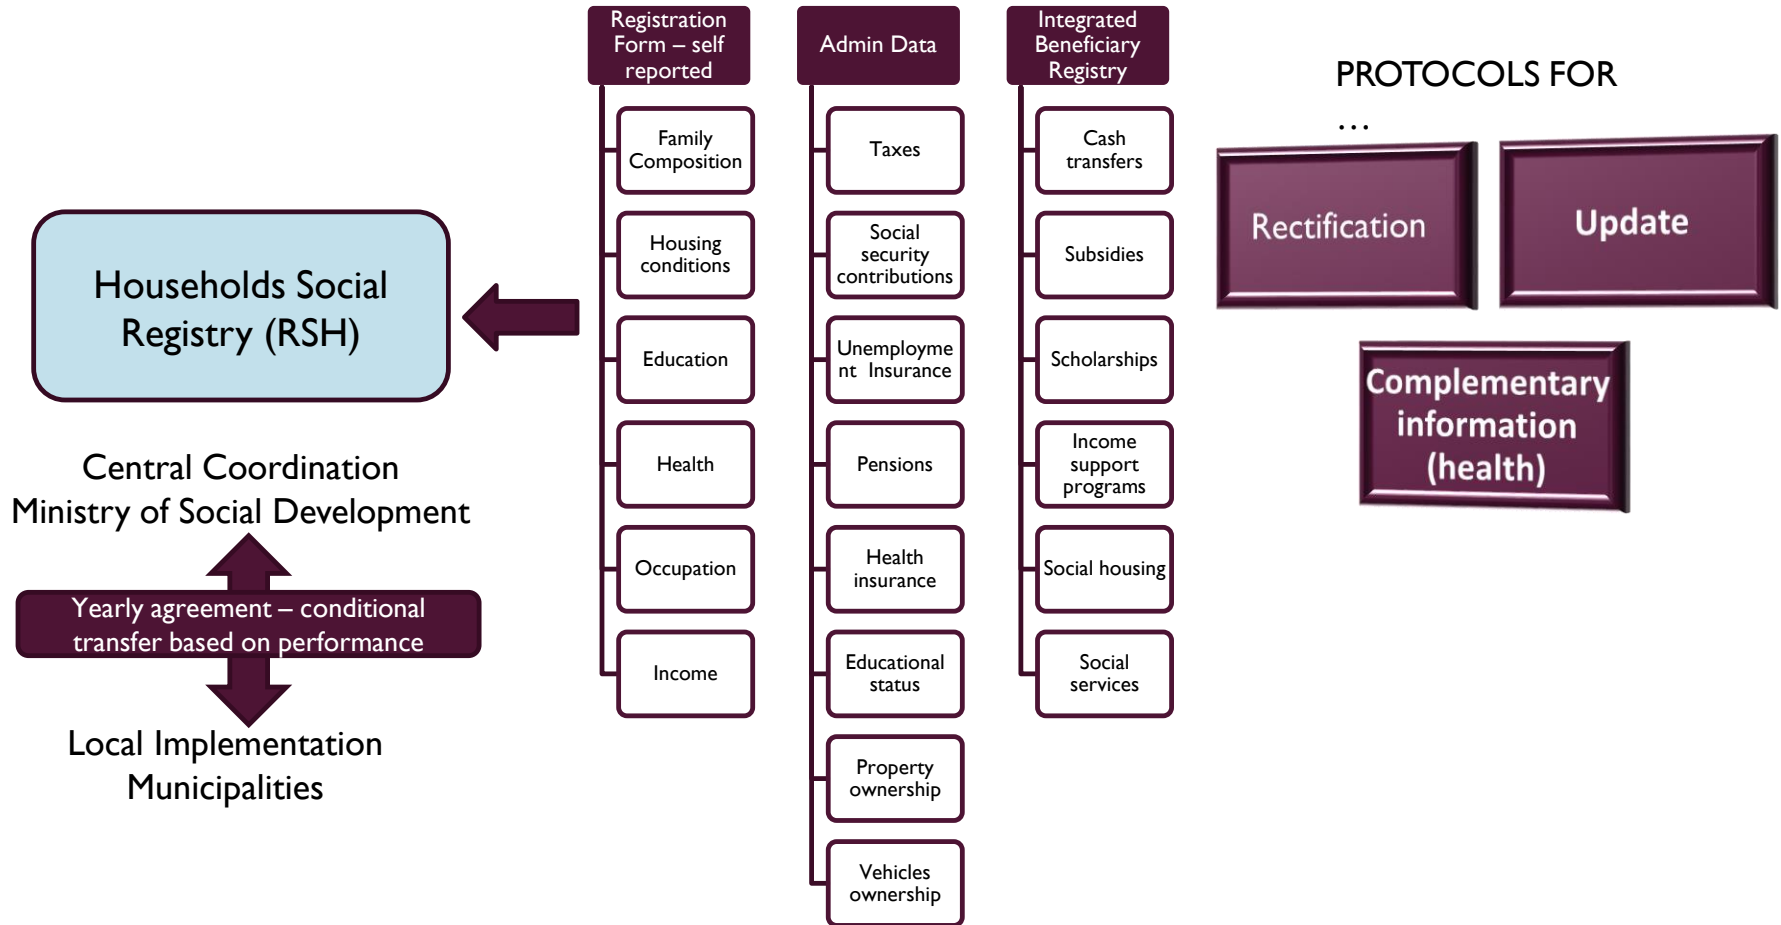 Households Social
Registry (RSH)
Central Coordination
Ministry of Social Development
Yearly agreement – conditional
transfer based on performance
Local Implementation
Municipalities
Registration
Form – self
reported
Family
Composition
Housing
conditions
Education
Health
Occupation
Income
Admin Data
Taxes
Social
security
contributions
Unemployme
nt Insurance
Pensions
Health
insurance
Educational
status
Property
ownership
Vehicles
ownership
Integrated
Beneficiary
Registry
Cash
transfers
Subsidies
Scholarships
Income
support
programs
Social housing
Social
services
PROTOCOLS FOR
…
Rectification
Update
Complementary
information
(health)